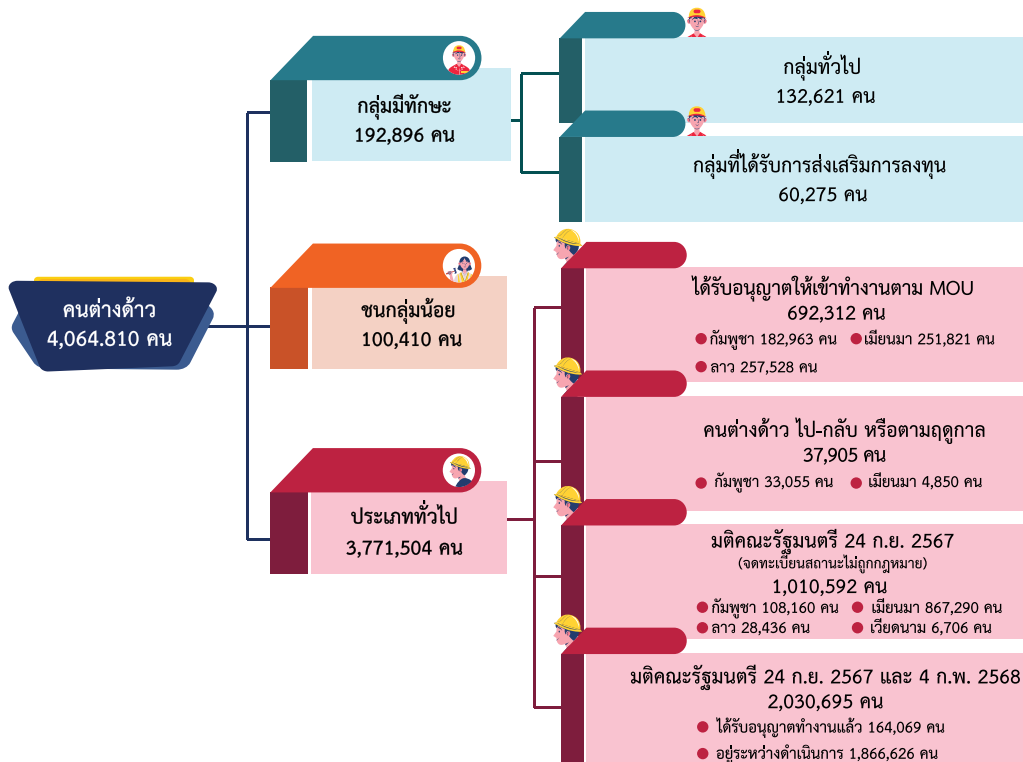 คนต่างด้าว
4,064.810 คน
กลุ่มมีทักษะ
192,896 คน
กลุ่มทั่วไป
132,621 คน
กลุ่มที่ได้รับการส่งเสริมการลงทุน
60,275 คน
ชนกลุ่มน้อย
100,410 คน
ประเภททั่วไป
3,771,504 คน
ได้รับอนุญาตให้เข้าทำงานตาม MOU
692,312 คน
กัมพูชา 182,963 คน เมียนมา 251,821 คน
ลาว 257,528 คน
คนต่างด้าว ไป-กลับ หรือตามฤดูกาล
37,905 คน
กัมพูชา 33,055 คน เมียนมา 4,850 คน
มติคณะรัฐมนตรี 24 ก.ย. 2567
(จดทะเบียนสถานะไม่ถูกกฎหมาย)
1,010,592 คน
กัมพูชา 108,160 คน เมียนมา 867,290 คน
ลาว 28,436 คน เวียดนาม 6,706 คน
มติคณะรัฐมนตรี 24 ก.ย. 2567 และ 4 ก.พ. 2568
2,030,695 คน
ได้รับอนุญาตทำงานแล้ว 164,069 คน
อยู่ระหว่างดำเนินการ 1,866,626 คน